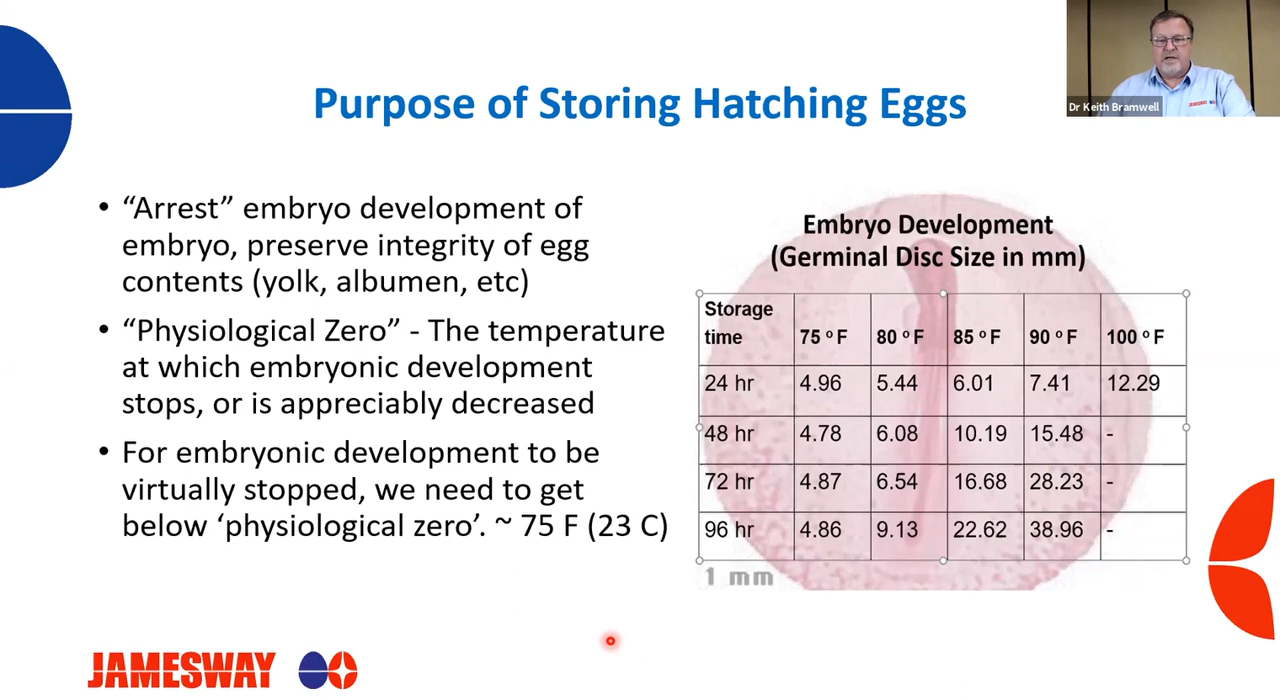 Dr Keith Bramwell
Purpose of Storing Hatching Eggs
• “Arrest” embryo development of
embryo, preserve integrity of egg
contents (yolk, albumen, etc)
• “Physiological Zero” - The temperature
at which embryonic development
stops, or is appreciably decreased
• For embryonic development to be
virtually stopped, we need to get
below ‘physiological zero’. ~ 75 F (23 C)
Embryo Development
(Germinal Disc Size in mm)
Storage
time 75 º F 80 º F 85 º F 90 º F 100 º F
24 hr 4.96 5.44 6.01 7.41 12.29
48 hr 4.78 6.08 10.19 15.48 -
72 hr 4.87 6.54 16.68 28.23 -
96 hr 4.86 9.13 22.62 38.96 -
1 mm
JAMESWAY